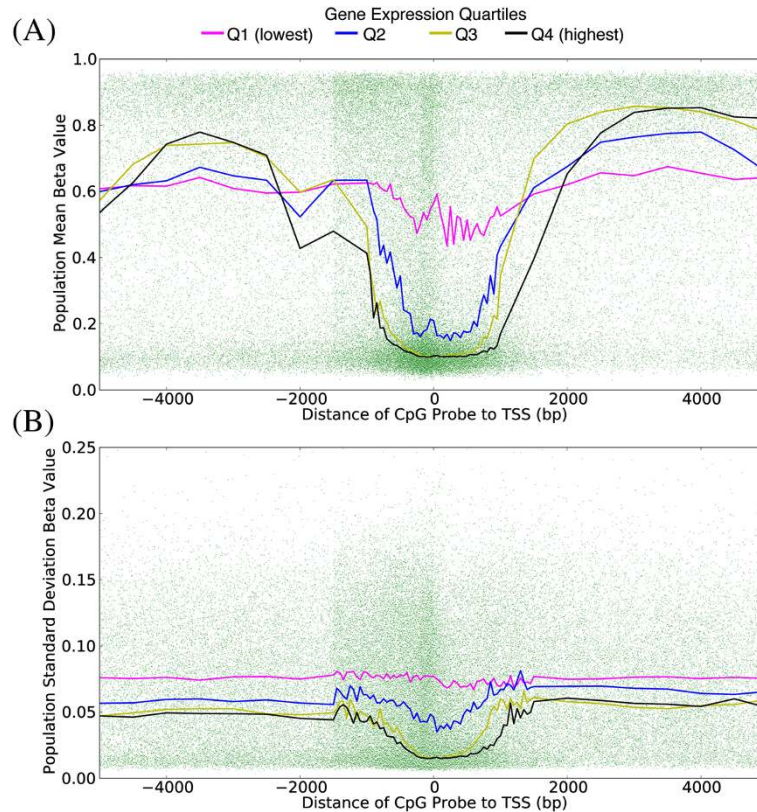 Gene Expression Quartiles
(A)
Q1 (lowest) Q2 Q3 Q4 (highest)
Population Mean Beta Value
1.0
0.8
0.6
0.4
0.2
0.0
−4000 −2000 0 2000 4000
Distance of CpG Probe to TSS (bp)
(B)
Population Standard Deviation Beta Value
0.25
0.20
0.15
0.10
0.05
0.00
−4000 −2000 0 2000 4000
Distance of CpG Probe to TSS (bp)